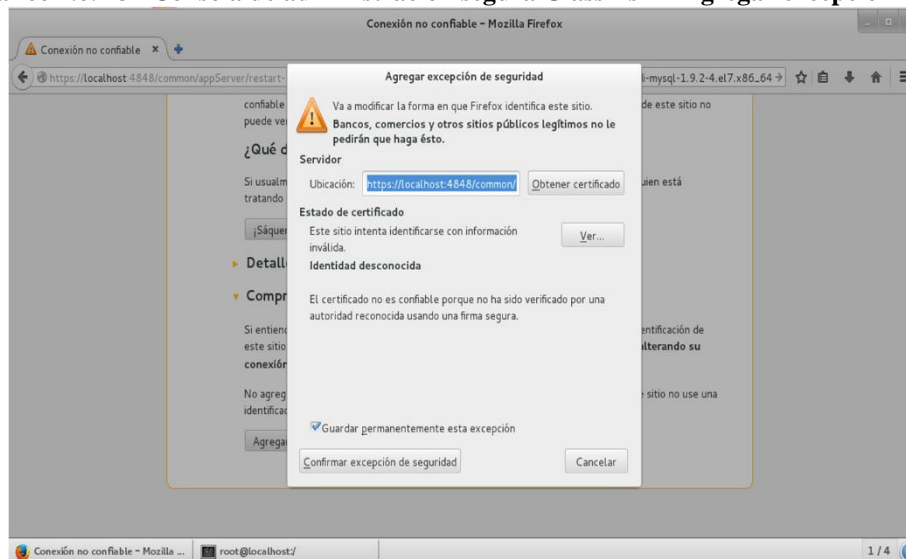 Conexión no confiable - Mozilla Firefox
Conexión no confiable
https://localhost:4848/common/appServer/restart-
li-mysql-1.9.2-4.el7.x86_64
Agregar excepción de seguridad
Va a modificar la forma en que Firefox identifica este sitio.
Bancos, comercios y otros sitios públicos legítimos no le
pedirán que haga ésto.
Servidor
Ubicación: https://localhost:4848/common/ Obtener certificado
Estado de certificado
Este sitio intenta identificarse con información
inválida.
Ver...
Identidad desconocida
El certificado no es confiable porque no ha sido verificado por una
autoridad reconocida usando una firma segura.
Guardar permanentemente esta excepción
Confirmar excepción de seguridad Cancelar
confiable
de este sitio no
puede ve
¿Qué d
Si usualm
uien está
tratando
¡Sáque
Detall
Compr
Si entien
entificación de
este sitio
alterando su
conexión
No agreg
e sitio no use una
identifica
Agrega
Conexión no confiable - Mozilla ... root@localhost:/ 1 / 4